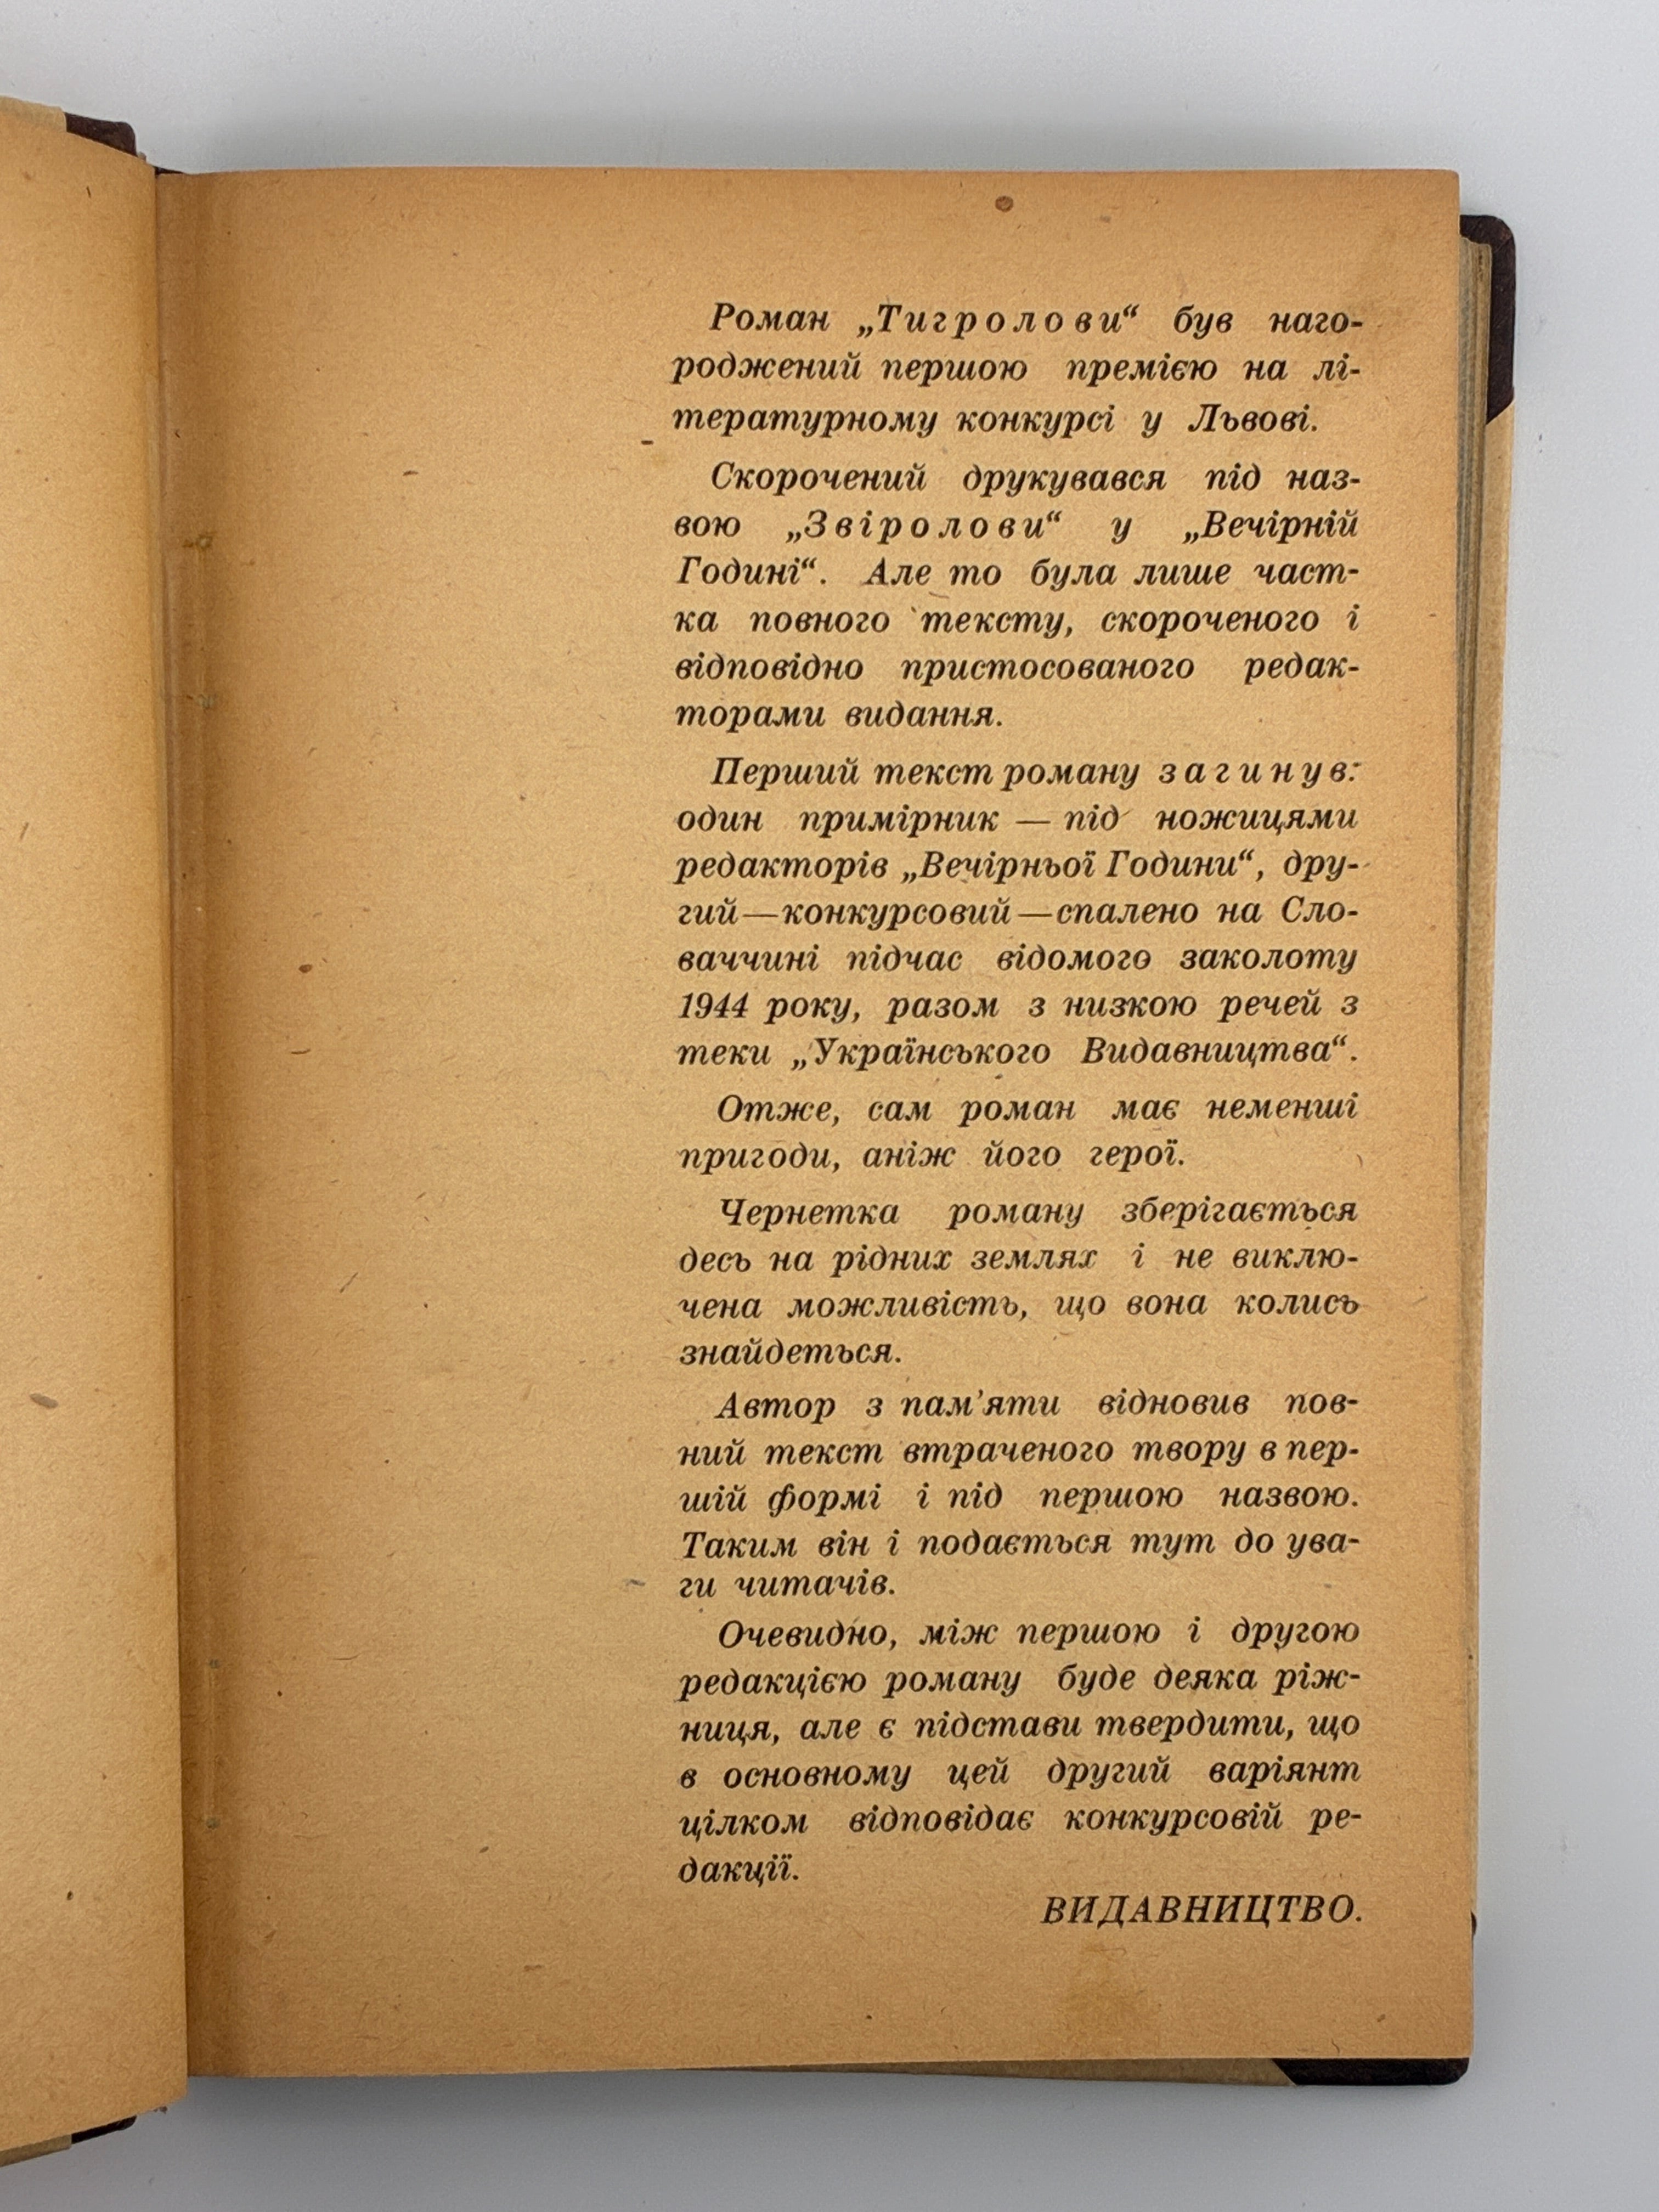 Роман „Тигролови“ був наго-
роджений першою премією на лі-
тературному конкурсі у Львові.
Скорочений друкувався під наз-
вою „Звіролови“ у „Вечірній
Годині“. Але то була лише част-
ка повного тексту, скороченого і
відповідно пристосованого редак-
торами видання.
Перший текст роману загинув:
один примірник — під ножицями
редакторів „Вечірньої Години“, дру-
гий—конкурсовий—спалено на Сло-
ваччині підчас відомого заколоту
1944 року, разом з низкою речей з
теки „Українського Видавництва“.
Отже, сам роман має неменші
пригоди, аніж його герої.
Чернетка роману зберігається
десь на рідних землях і не виклю-
чена можливість, що вона колись
знайдеться.
Автор з пам’яти відновив пов-
ний текст втраченого твору в пер-
шій формі і під першою назвою.
Таким він і подається тут до ува-
ги читачів.
Очевидно, між першою і другою
редакцією роману буде деяка ріж-
ниця, але є підстави твердити, що
в основному цей другий варіянт
цілком відповідає конкурсовій ре-
дакції.
ВИДАВНИЦТВО.